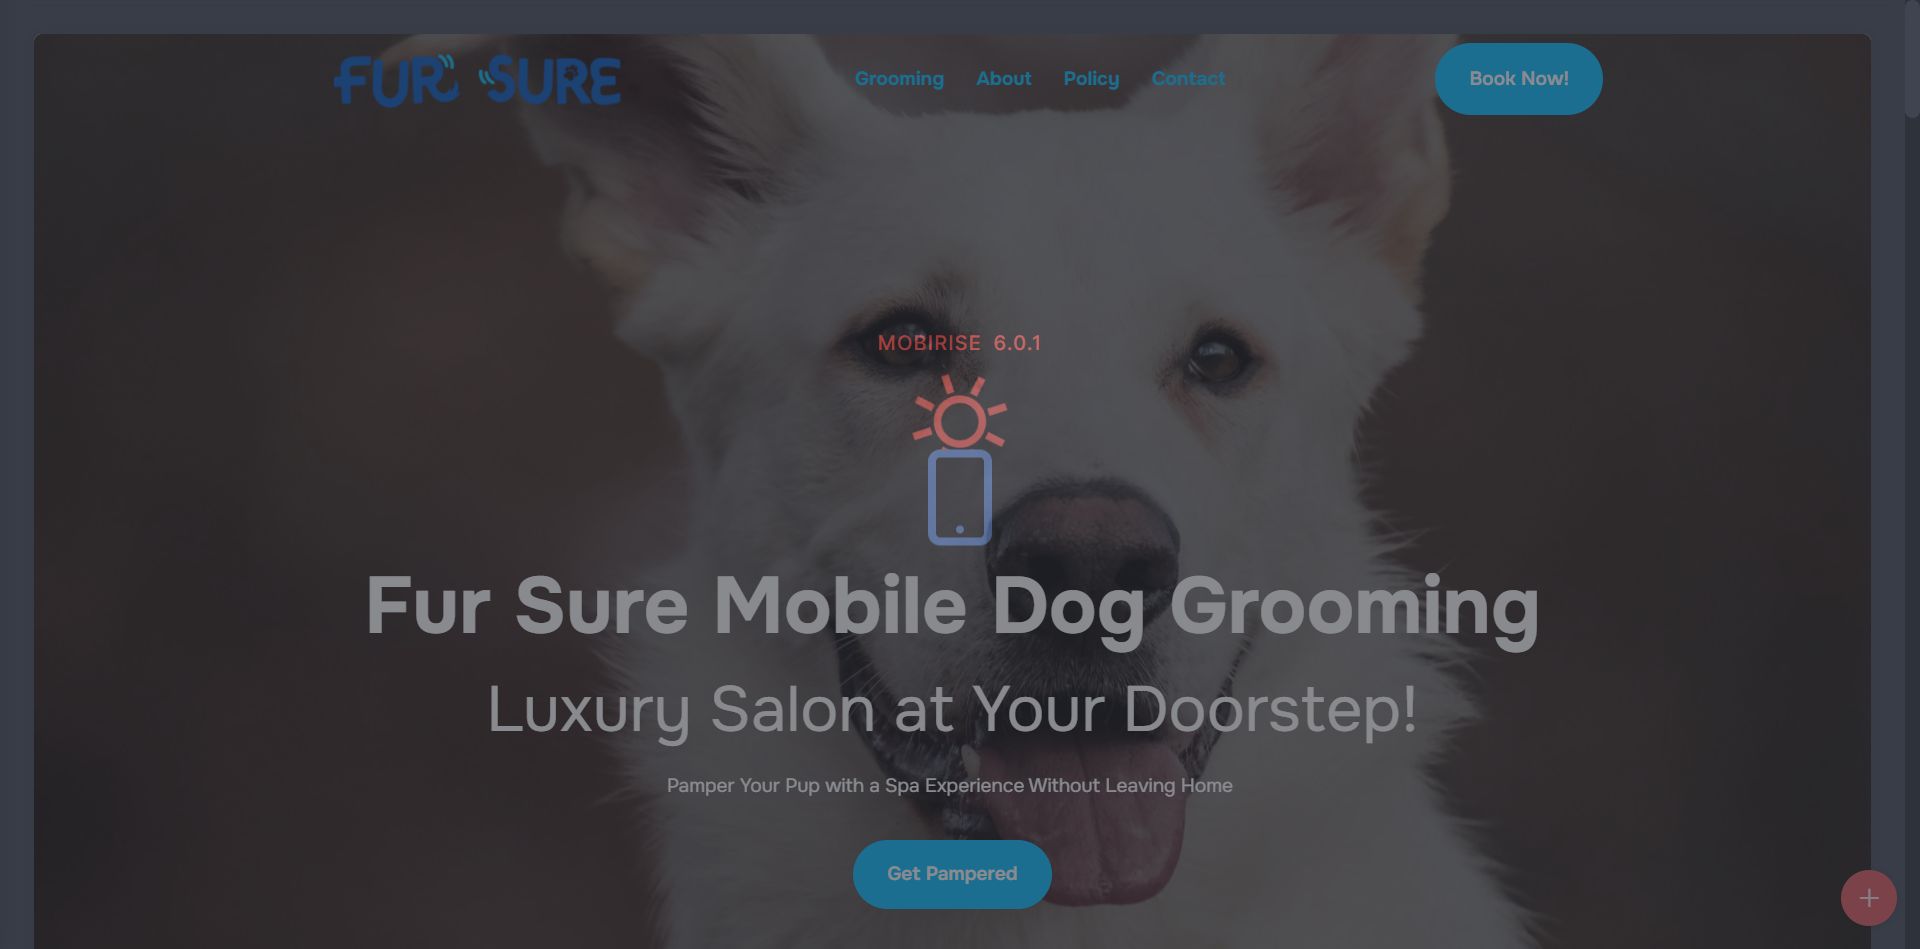 FUR SURE
Grooming About Policy Contact
Book Now!
MOBIRISE 6.0.1
Fur Sure Mobile Dog Grooming
Luxury Salon at Your Doorstep!
Pamper Your Pup with a Spa Experience Without Leaving Home
Get Pampered